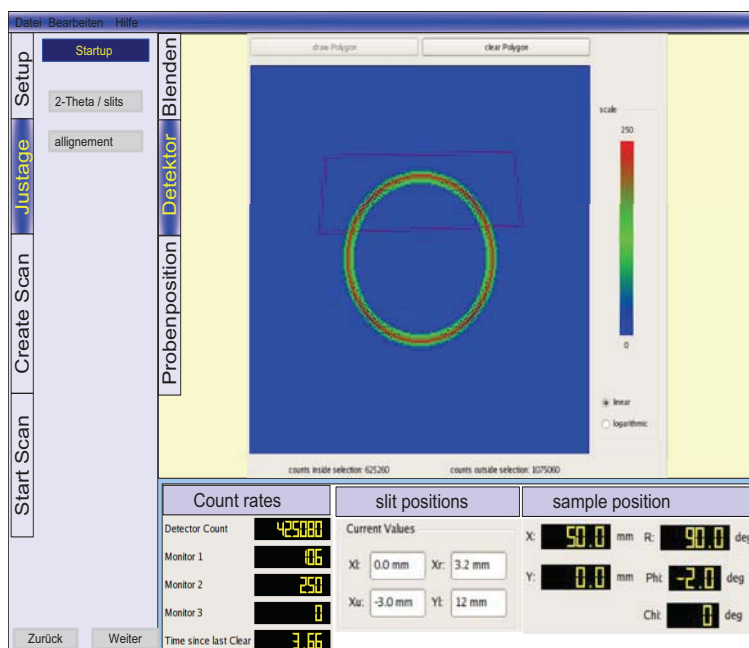 Datei Bearbeiten Hilfe
Setup
Justage
Create Scan
Start Scan
Startup
2-Theta / slits
allignement
Zurück Weiter
Blenden
Detektor
Probenposition
draw Polygon clear Polygon
scale
250
0
linear
logarithmic
counts inside selection: 625260 counts outside selection: 1075060
Count rates
Detector Count 425080
Monitor 1 106
Monitor 2 250
Monitor 3 0
Time since last Clear 3.66
slit positions
Current Values
Xl: 0.0 mm Xr: 3.2 mm
Xu: -3.0 mm Yl: 12 mm
sample position
X: 50.0 mm R: 90.0 deg
Y: 0.0 mm Phi: -2.0 deg
Chi: 0 deg